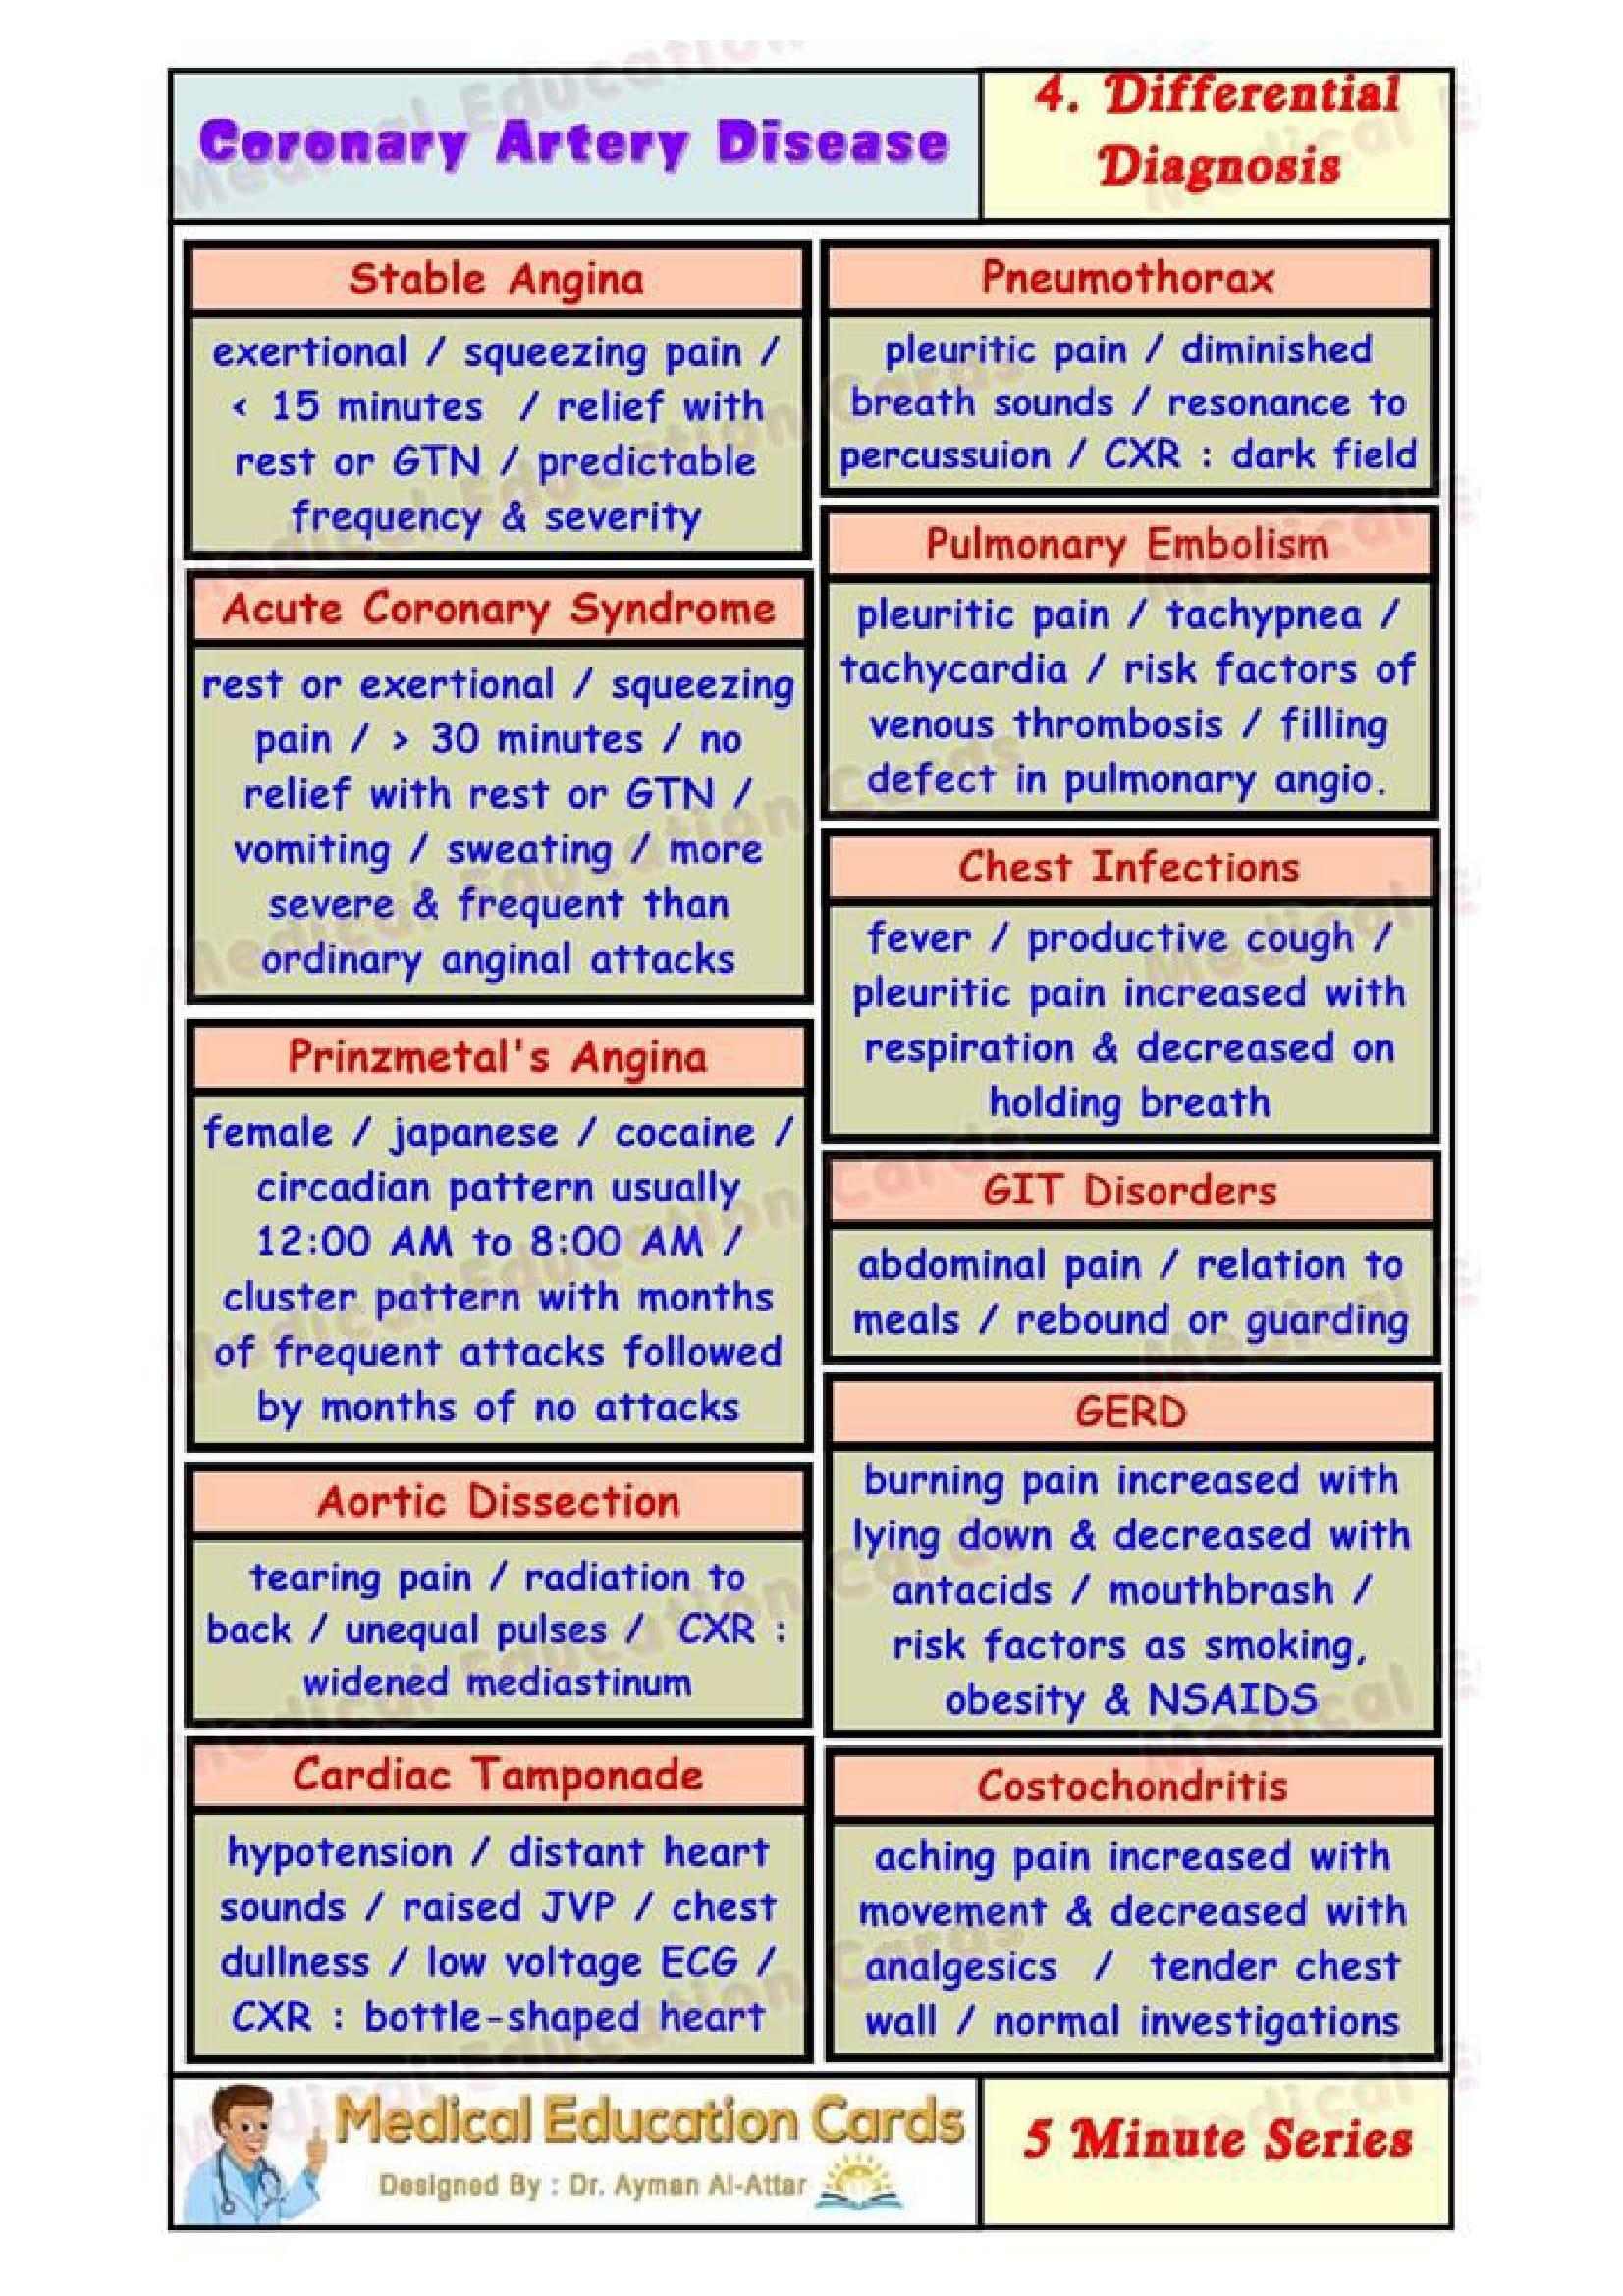 Coronary Artery Disease
4. Differential
Diagnosis
Stable Angina
exertional / squeezing pain /
< 15 minutes / relief with
rest or GTN / predictable
frequency & severity
Acute Coronary Syndrome
rest or exertional / squeezing
pain / > 30 minutes / no
relief with rest or GTN /
vomiting / sweating / more
severe & frequent than
ordinary anginal attacks
Prinzmetal's Angina
female / japanese / cocaine /
circadian pattern usually
12:00 AM to 8:00 AM /
cluster pattern with months
of frequent attacks followed
by months of no attacks
Aortic Dissection
tearing pain / radiation to
back / unequal pulses / CXR :
widened mediastinum
Cardiac Tamponade
hypotension / distant heart
sounds / raised JVP / chest
dullness / low voltage ECG /
CXR : bottle-shaped heart
Pneumothorax
pleuritic pain / diminished
breath sounds / resonance to
percussuion / CXR : dark field
Pulmonary Embolism
pleuritic pain / tachypnea /
tachycardia / risk factors of
venous thrombosis / filling
defect in pulmonary angio.
Chest Infections
fever / productive cough /
pleuritic pain increased with
respiration & decreased on
holding breath
GIT Disorders
abdominal pain / relation to
meals / rebound or guarding
GERD
burning pain increased with
lying down & decreased with
antacids / mouthbrash /
risk factors as smoking,
obesity & NSAIDS
Costochondritis
aching pain increased with
movement & decreased with
analgesics / tender chest
wall / normal investigations
Medical Education Cards
Designed By : Dr. Ayman Al-Attar
5 Minute Series